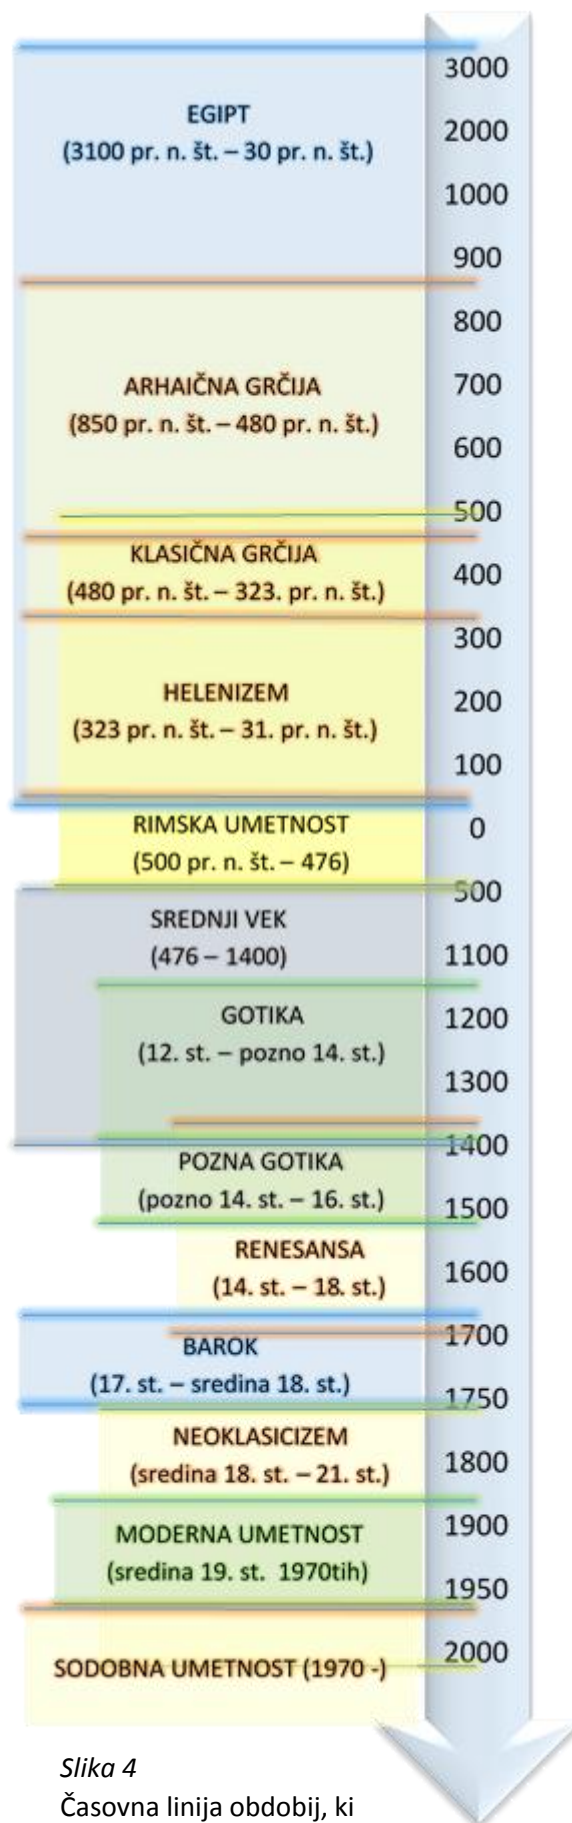 3000
EGIPT
2000
(3100 pr. n. št. – 30 pr. n. št.)
1000
900
800
ARHAIČNA GRČIJA
700
(850 pr. n. št. – 480 pr. n. št.)
600
500
KLASIČNA GRČIJA
400
(480 pr. n. št. – 323. pr. n. št.)
300
HELENIZEM
200
(323 pr. n. št. – 31. pr. n. št.)
100
RIMSKA UMETNOST
0
(500 pr. n. št. – 476)
500
SREDNJI VEK
(476 – 1400)
1100
GOTIKA
1200
(12. st. – pozno 14. st.)
1300
1400
POZNA GOTIKA
(pozno 14. st. – 16. st.)
1500
RENESANSA
1600
(14. st. – 18. st.)
1700
BAROK
(17. st. – sredina 18. st.)
1750
NEOKLASICIZEM
1800
(sredina 18. st. – 21. st.)
1900
MODERNA UMETNOST
(sredina 19. st. 1970tih)
1950
2000
SODOBNA UMETNOST (1970 -)
Slika 4
Časovna linija obdobij, ki